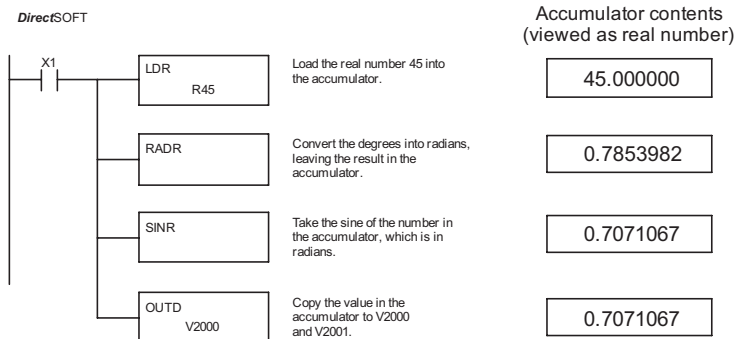 DirectSOFT
Accumulator contents
(viewed as real number)
X1
LDR
R45
Load the real number 45 into
the accumulator.
45.000000
RADR
Convert the degrees into radians,
leaving the result in the
accumulator.
0.7853982
SINR
Take the sine of the number in
the accumulator, which is in
radians.
0.7071067
OUTD
V2000
Copy the value in the
accumulator to V2000
and V2001.
0.7071067